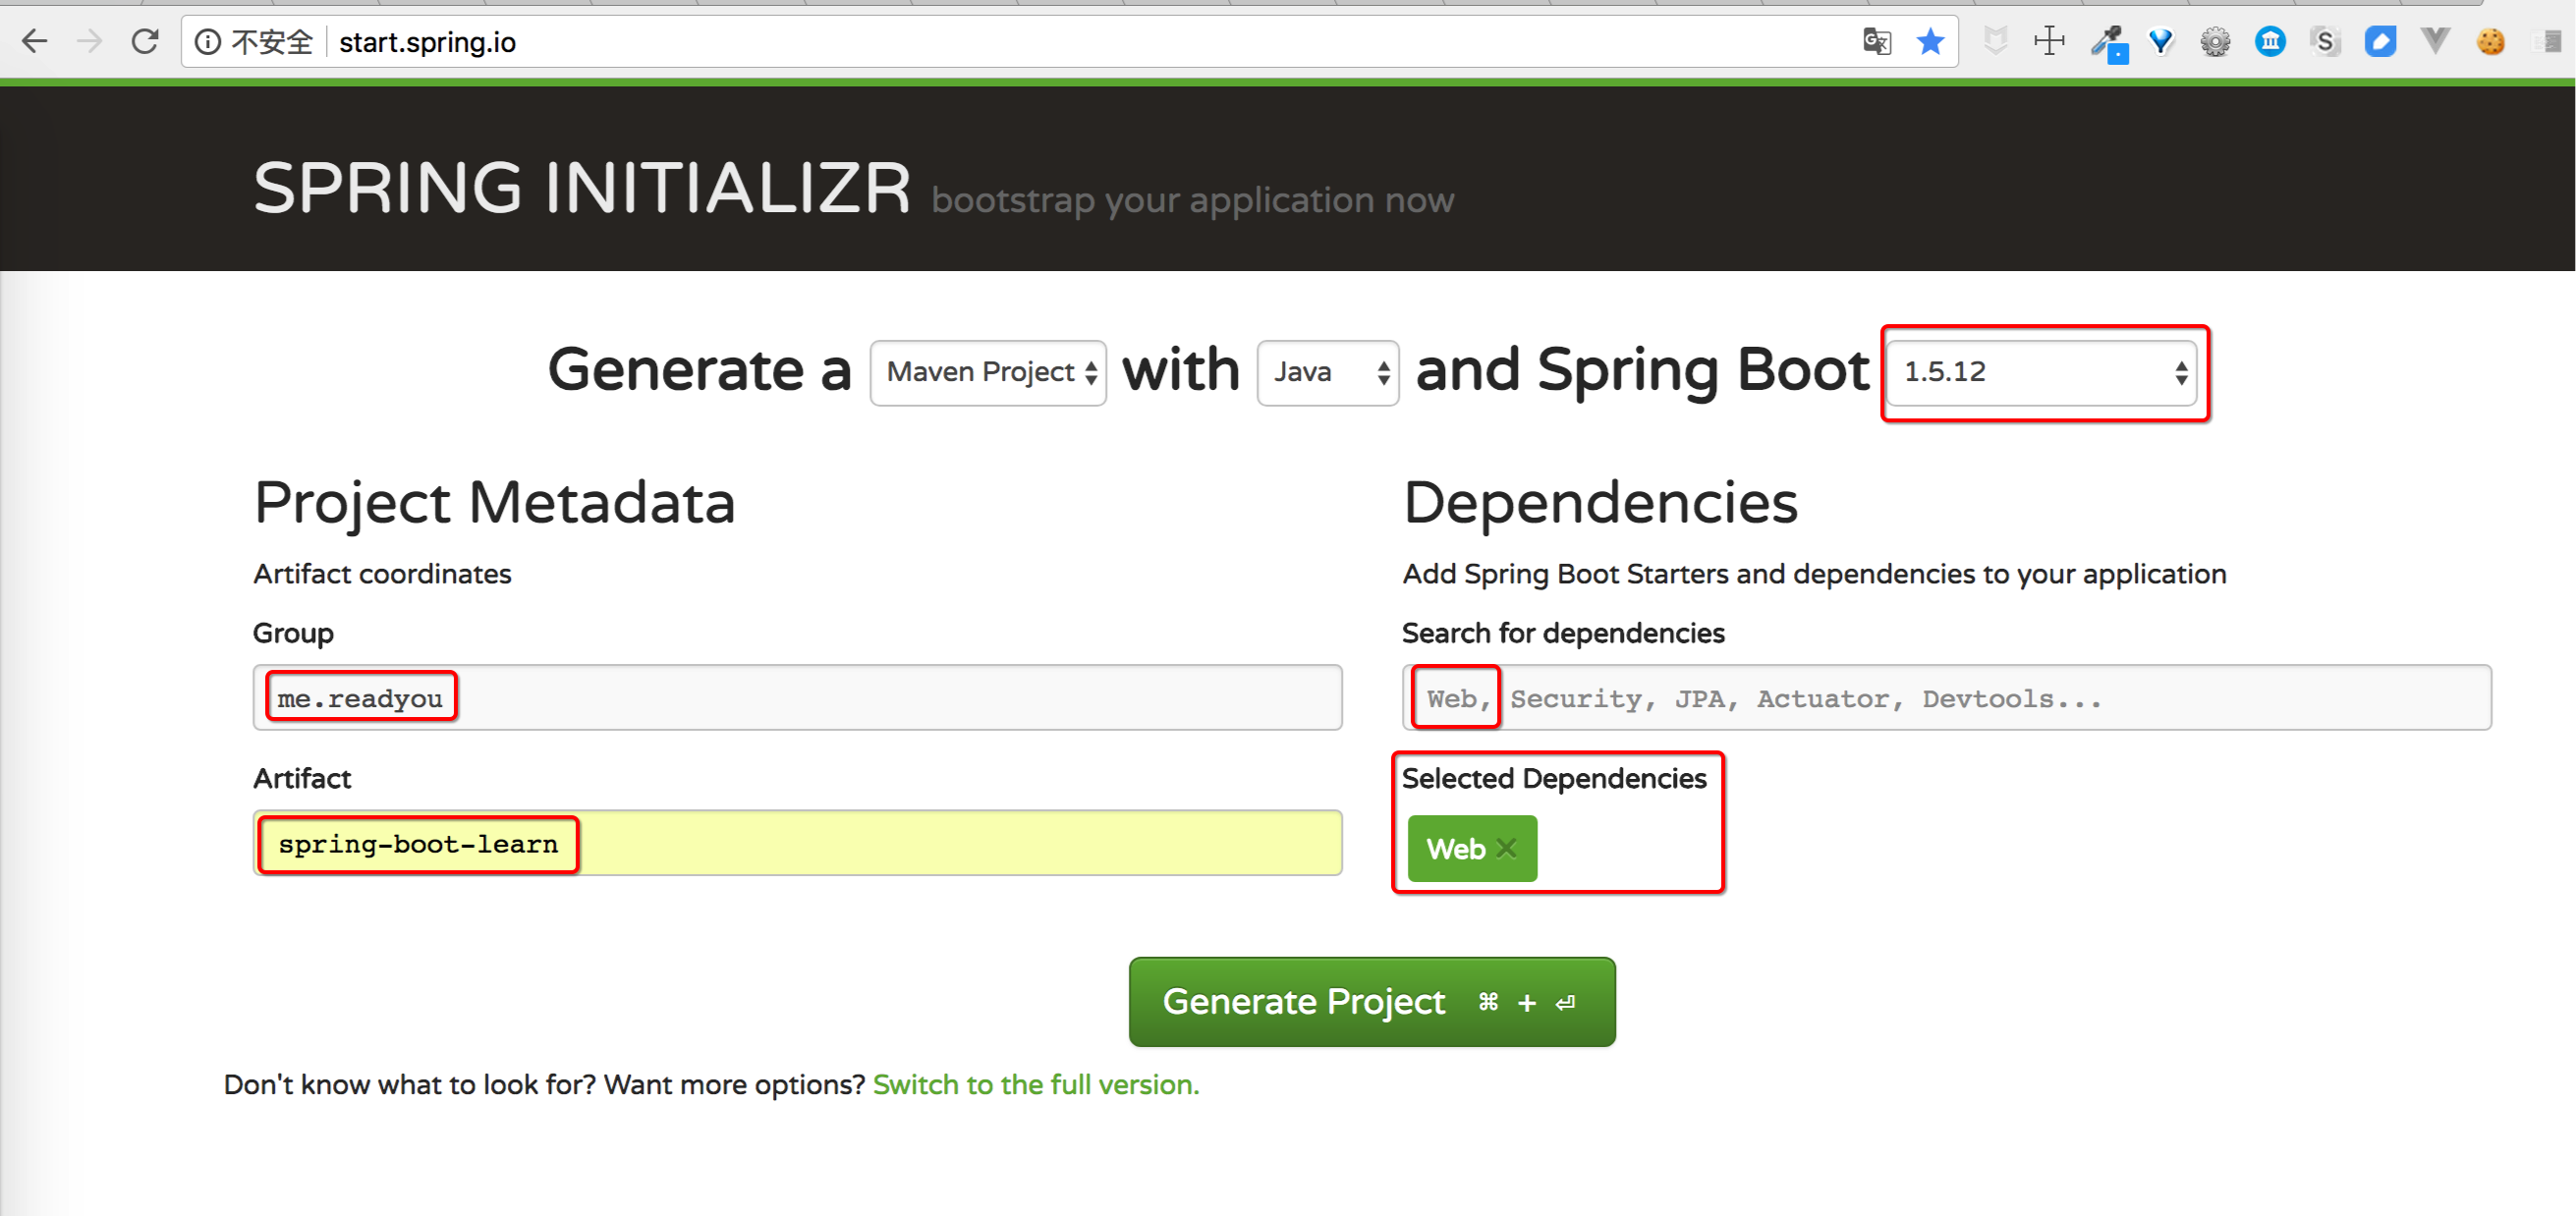 不安全 start.spring.io
SPRING INITIALIZR bootstrap your application now
Generate a Maven Project with Java and Spring Boot 1.5.12
Project Metadata
Artifact coordinates
Group
me.readyou
Artifact
spring-boot-learn
Dependencies
Add Spring Boot Starters and dependencies to your application
Search for dependencies
Web, Security, JPA, Actuator, Devtools...
Selected Dependencies
Web ×
Generate Project ⌘ + ⏎
Don't know what to look for? Want more options? Switch to the full version.